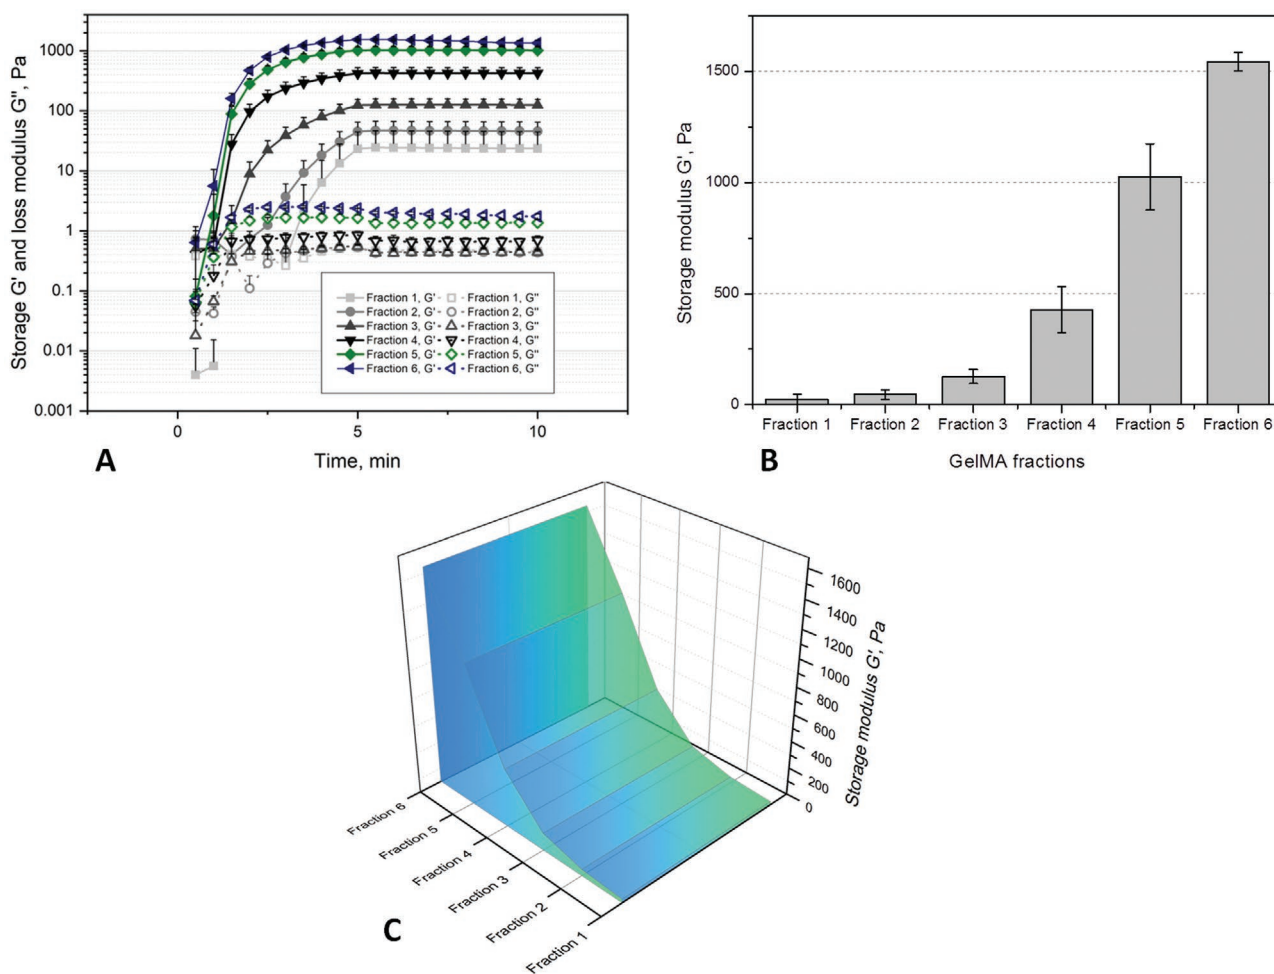 Storage G' and loss modulus G'', Pa
1000
100
10
1
0.1
0.01
0.001
Fraction 1, G' Fraction 1, G''
Fraction 2, G' Fraction 2, G''
Fraction 3, G' Fraction 3, G''
Fraction 4, G' Fraction 4, G''
Fraction 5, G' Fraction 5, G''
Fraction 6, G' Fraction 6, G''
0 5 10
A
Time, min
Storage modulus G', Pa
1500
1000
500
0
Fraction 1 Fraction 2 Fraction 3 Fraction 4 Fraction 5 Fraction 6
B
GelMA fractions
1600
1400
1200
1000
800
600
400
200
0
Storage modulus G', Pa
Fraction 6
Fraction 5
Fraction 4
Fraction 3
Fraction 2
Fraction 1
C